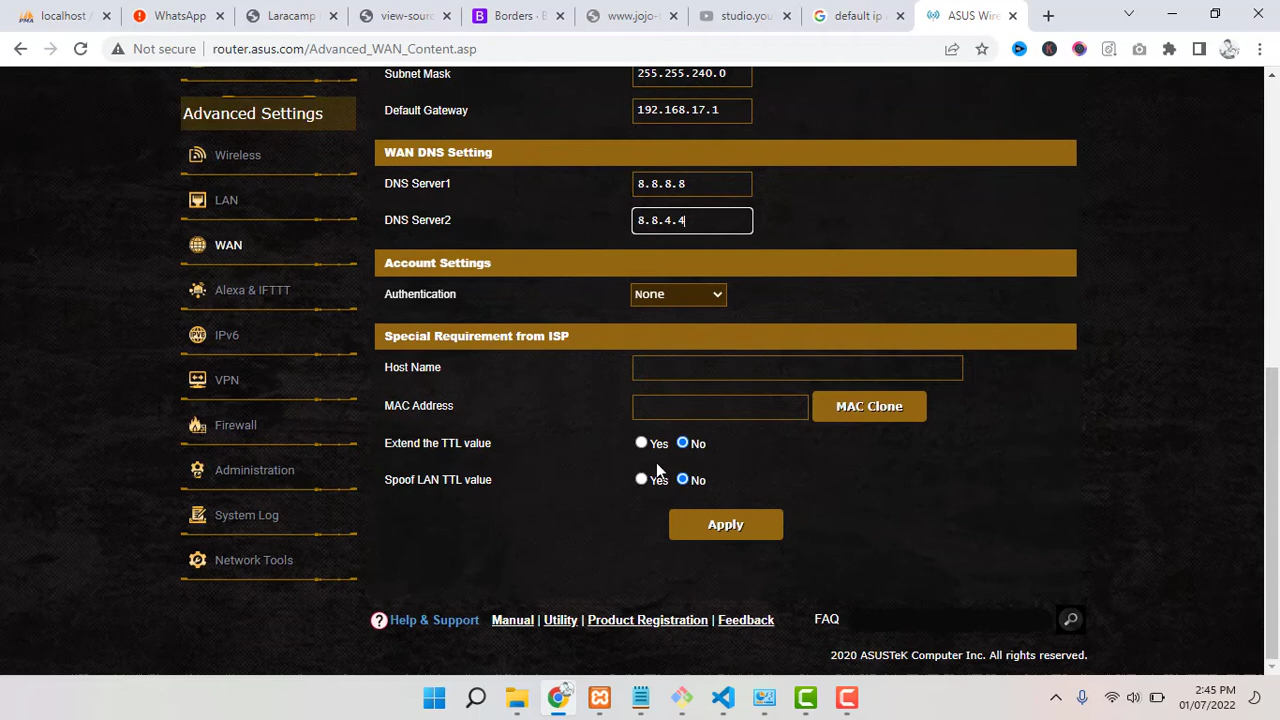 localhost /
WhatsApp
Laracamp
view-sour
Borders · B
www.jojo-
studio.you
default ip
ASUS Wire
Not secure
router.asus.com/Advanced_WAN_Content.asp
Subnet Mask 255.255.240.0
Advanced Settings
Default Gateway 192.168.17.1
Wireless
WAN DNS Setting
DNS Server1 8.8.8.8
LAN
DNS Server2 8.8.4.4
WAN
Account Settings
Alexa & IFTTT
Authentication None
IPv6
Special Requirement from ISP
Host Name
VPN
MAC Address MAC Clone
Firewall
Extend the TTL value Yes No
Administration
Spoof LAN TTL value Yes No
System Log
Apply
Network Tools
? Help & Support Manual | Utility | Product Registration | Feedback FAQ
2020 ASUSTeK Computer Inc. All rights reserved.
2:45 PM
01/07/2022